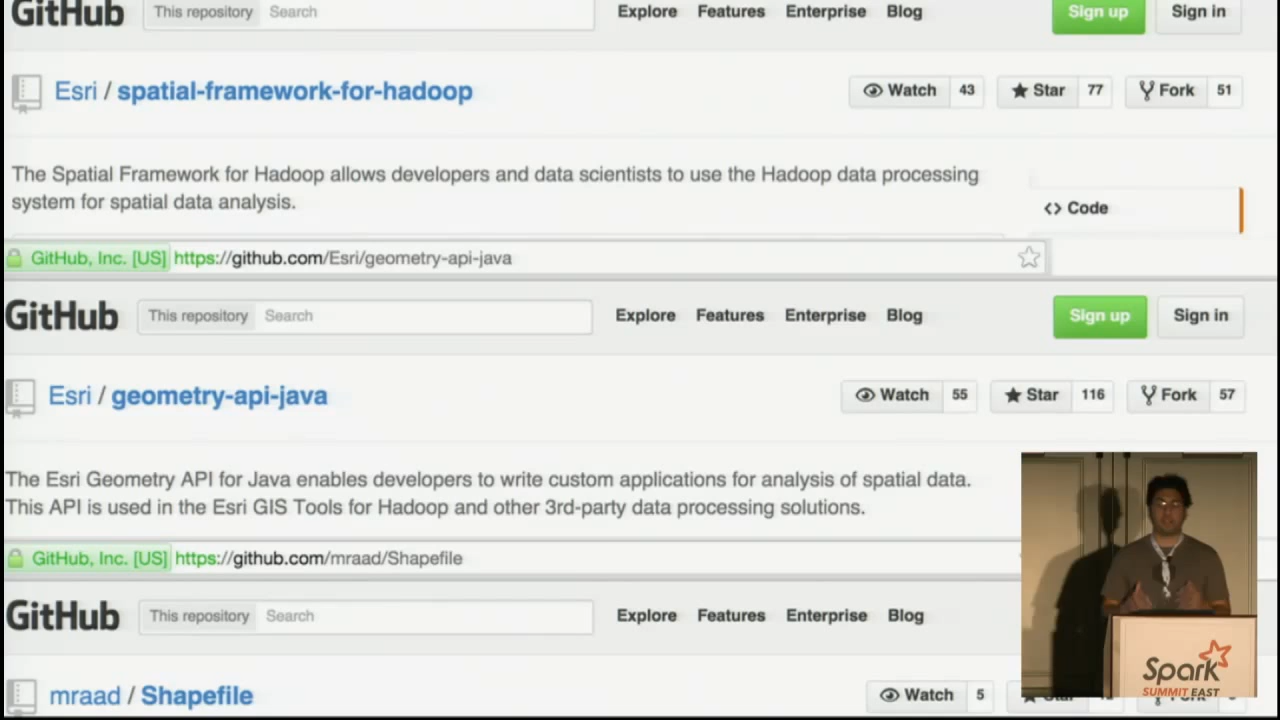 GitHub This repository Search Explore Features Enterprise Blog Sign up Sign in
Esri / spatial-framework-for-hadoop Watch 43 Star 77 Fork 51
The Spatial Framework for Hadoop allows developers and data scientists to use the Hadoop data processing
system for spatial data analysis.
<> Code
GitHub, Inc. [US] https://github.com/Esri/geometry-api-java
GitHub This repository Search Explore Features Enterprise Blog Sign up Sign in
Esri / geometry-api-java Watch 55 Star 116 Fork 57
The Esri Geometry API for Java enables developers to write custom applications for analysis of spatial data.
This API is used in the Esri GIS Tools for Hadoop and other 3rd-party data processing solutions.
GitHub, Inc. [US] https://github.com/mraad/Shapefile
GitHub This repository Search Explore Features Enterprise Blog
mraad / Shapefile Watch 5
Spark
SUMMIT EAST